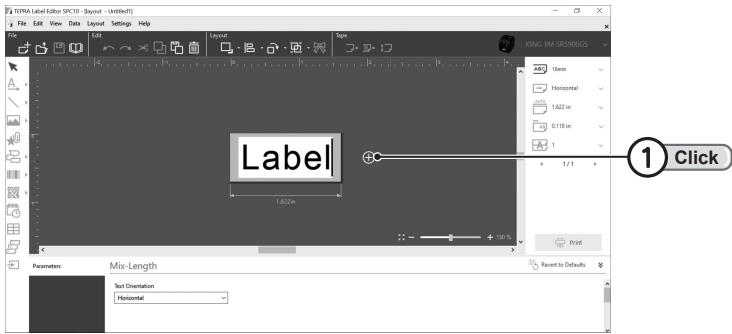 TEPRA Label Editor SPC10 - [layout - Untitled1]
File Edit View Data Layout Settings Help
File Edit Layout Tape
KING JIM SR5900GS
ABC 18mm
Horizontal
AUTO 1.622 in
0.118 in
A 1
1 / 1
Label
1.622in
1 Click
150 %
Print
Parameters Mix-Length Revert to Defaults
Text Orientation
Horizontal